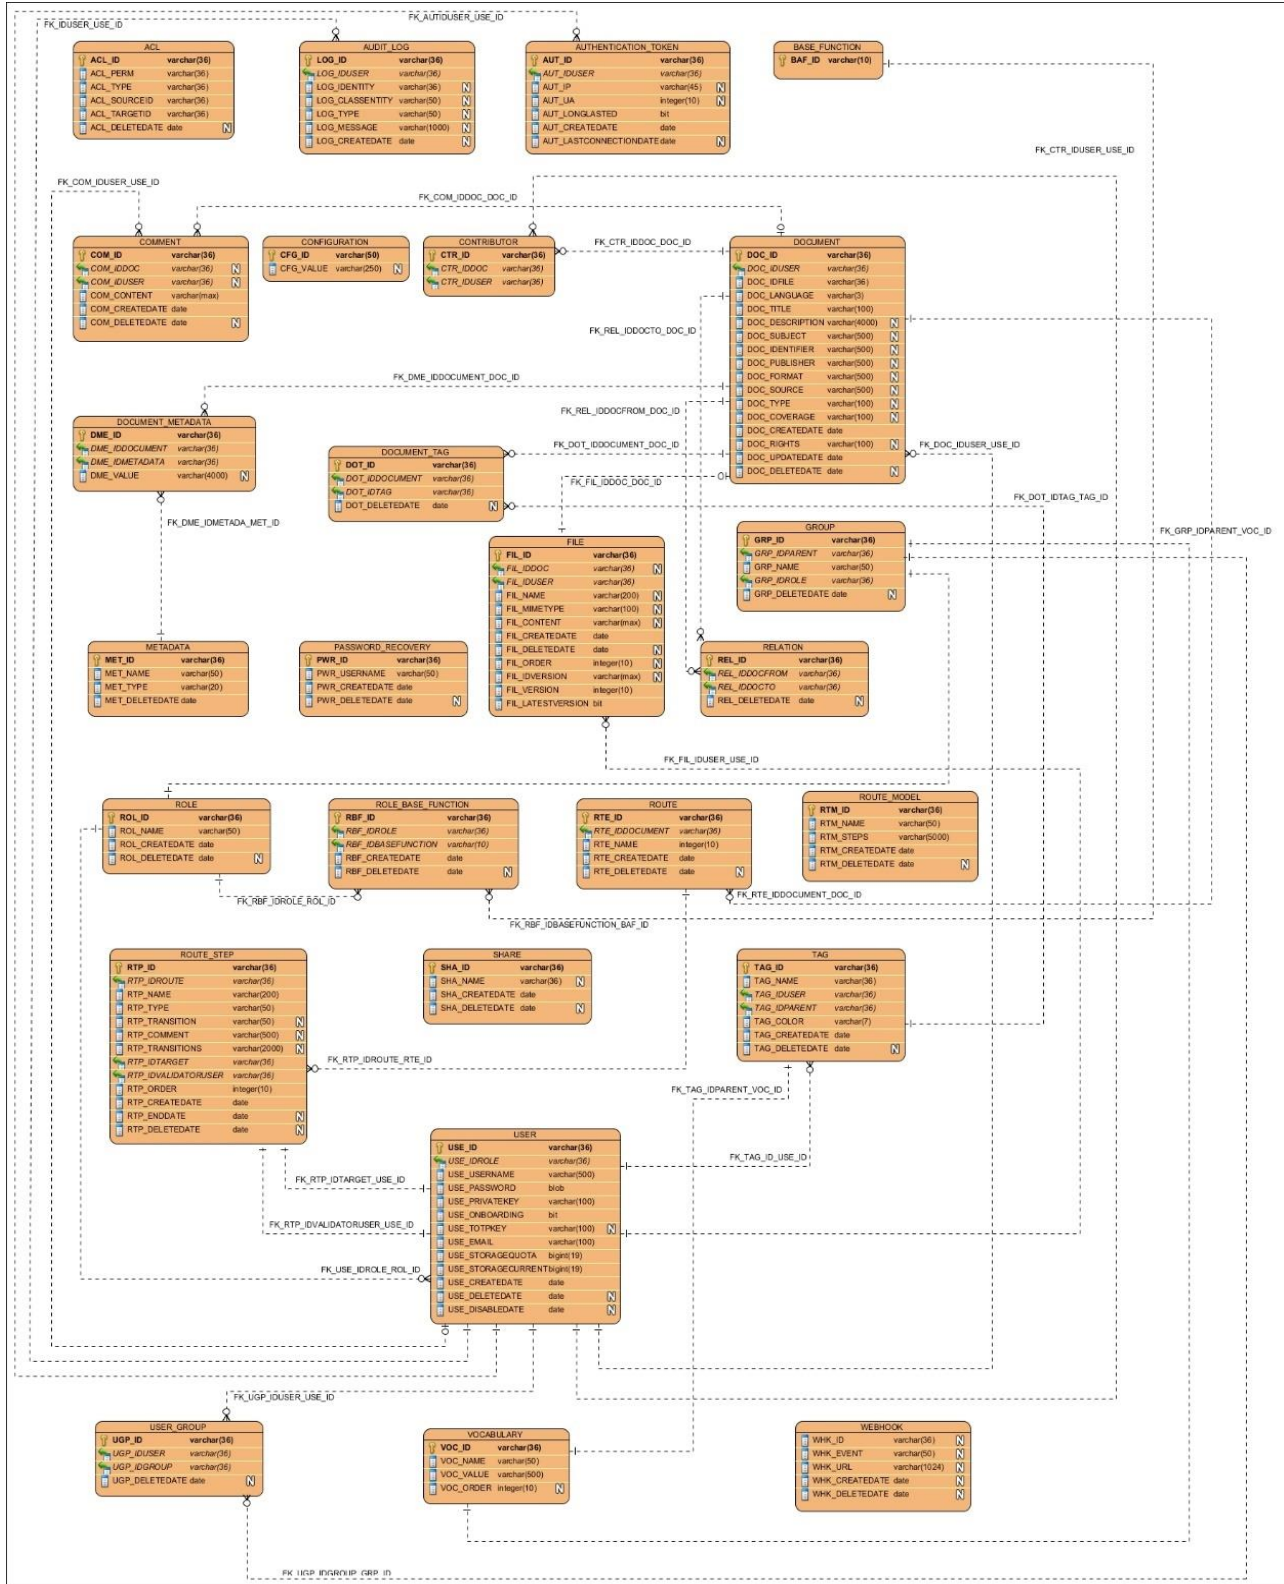 FK_IDUSER_USE_ID
FK_AUTIDUSER_USE_ID
ACL
ACL_ID varchar(36)
ACL_PERM varchar(36)
ACL_TYPE varchar(36)
ACL_SOURCEID varchar(36)
ACL_TARGETID varchar(36)
ACL_DELETEDATE date N
AUDIT_LOG
LOG_ID varchar(36)
LOG_IDUSER varchar(36)
LOG_IDENTITY varchar(36) N
LOG_CLASSENTITY varchar(50) N
LOG_TYPE varchar(50) N
LOG_MESSAGE varchar(1000) N
LOG_CREATEDATE date N
AUTHENTICATION_TOKEN
AUT_ID varchar(36)
AUT_IDUSER varchar(36)
AUT_IP varchar(45) N
AUT_UA integer(10) N
AUT_LONGLASTED bit
AUT_CREATEDATE date
AUT_LASTCONNECTIONDATE date N
BASE_FUNCTION
BAF_ID varchar(10)
FK_CTR_IDUSER_USE_ID
FK_COM_IDUSER_USE_ID
FK_COM_IDDOC_DOC_ID
COMMENT
COM_ID varchar(36)
COM_IDDOC varchar(36) N
COM_IDUSER varchar(36) N
COM_CONTENT varchar(max)
COM_CREATEDATE date
COM_DELETEDATE date N
CONFIGURATION
CFG_ID varchar(50)
CFG_VALUE varchar(250) N
CONTRIBUTOR
CTR_ID varchar(36)
CTR_IDDOC varchar(36)
CTR_IDUSER varchar(36)
FK_CTR_IDDOC_DOC_ID
DOCUMENT
DOC_ID varchar(36)
DOC_IDUSER varchar(36)
DOC_IDFILE varchar(36)
DOC_LANGUAGE varchar(3)
DOC_TITLE varchar(100)
DOC_DESCRIPTION varchar(4000) N
DOC_SUBJECT varchar(500) N
DOC_IDENTIFIER varchar(500) N
DOC_PUBLISHER varchar(500) N
DOC_FORMAT varchar(500) N
DOC_SOURCE varchar(500) N
DOC_TYPE varchar(100) N
DOC_COVERAGE varchar(100) N
DOC_CREATEDATE date
DOC_RIGHTS varchar(100) N
DOC_UPDATEDATE date
DOC_DELETEDATE date N
FK_REL_IDDOCTO_DOC_ID
FK_DME_IDDOCUMENT_DOC_ID
FK_REL_IDDOCFROM_DOC_ID
FK_DOT_IDDOCUMENT_DOC_ID
FK_DOC_IDUSER_USE_ID
FK_FIL_IDDOC_DOC_ID
FK_DOT_IDTAG_TAG_ID
DOCUMENT_METADATA
DME_ID varchar(36)
DME_IDDOCUMENT varchar(36)
DME_IDMETADATA varchar(36)
DME_VALUE varchar(4000) N
DOCUMENT_TAG
DOT_ID varchar(36)
DOT_IDDOCUMENT varchar(36)
DOT_IDTAG varchar(36)
DOT_DELETEDATE date N
FK_DME_IDMETADA_MET_ID
FK_GRP_IDPARENT_VOC_ID
FILE
FIL_ID varchar(36)
FIL_IDDOC varchar(36) N
FIL_IDUSER varchar(36)
FIL_NAME varchar(200) N
FIL_MIMETYPE varchar(100) N
FIL_CONTENT varchar(max) N
FIL_CREATEDATE date
FIL_DELETEDATE date N
FIL_ORDER integer(10) N
FIL_IDVERSION varchar(max) N
FIL_VERSION integer(10)
FIL_LATESTVERSION bit
GROUP
GRP_ID varchar(36)
GRP_IDPARENT varchar(36)
GRP_NAME varchar(50)
GRP_IDROLE varchar(36)
GRP_DELETEDATE date N
METADATA
MET_ID varchar(36)
MET_NAME varchar(50)
MET_TYPE varchar(20)
MET_DELETEDATE date
PASSWORD_RECOVERY
PWR_ID varchar(36)
PWR_USERNAME varchar(50)
PWR_CREATEDATE date
PWR_DELETEDATE date N
RELATION
REL_ID varchar(36)
REL_IDDOCFROM varchar(36)
REL_IDDOCTO varchar(36)
REL_DELETEDATE date N
FK_FIL_IDUSER_USE_ID
ROLE
ROL_ID varchar(36)
ROL_NAME varchar(50)
ROL_CREATEDATE date
ROL_DELETEDATE date N
ROLE_BASE_FUNCTION
RBF_ID varchar(36)
RBF_IDROLE varchar(36)
RBF_IDBASEFUNCTION varchar(10)
RBF_CREATEDATE date
RBF_DELETEDATE date N
ROUTE
RTE_ID varchar(36)
RTE_IDDOCUMENT varchar(36)
RTE_NAME integer(10)
RTE_CREATEDATE date
RTE_DELETEDATE date N
ROUTE_MODEL
RTM_ID varchar(36)
RTM_NAME varchar(50)
RTM_STEPS varchar(5000)
RTM_CREATEDATE date
RTM_DELETEDATE date N
FK_RBF_IDROLE_ROL_ID
FK_RTE_IDDOCUMENT_DOC_ID
FK_RBF_IDBASEFUNCTION_BAF_ID
ROUTE_STEP
RTP_ID varchar(36)
RTP_IDROUTE varchar(36)
RTP_NAME varchar(200)
RTP_TYPE varchar(50)
RTP_TRANSITION varchar(50) N
RTP_COMMENT varchar(500) N
RTP_TRANSITIONS varchar(2000) N
RTP_IDTARGET varchar(36)
RTP_IDVALIDATORUSER varchar(36)
RTP_ORDER integer(10)
RTP_CREATEDATE date
RTP_ENDDATE date N
RTP_DELETEDATE date N
SHARE
SHA_ID varchar(36)
SHA_NAME varchar(36) N
SHA_CREATEDATE date
SHA_DELETEDATE date N
TAG
TAG_ID varchar(36)
TAG_NAME varchar(36)
TAG_IDUSER varchar(36)
TAG_IDPARENT varchar(36)
TAG_COLOR varchar(7)
TAG_CREATEDATE date
TAG_DELETEDATE date N
FK_RTP_IDROUTE_RTE_ID
FK_TAG_IDPARENT_VOC_ID
USER
USE_ID varchar(36)
USE_IDROLE varchar(36)
USE_USERNAME varchar(500)
USE_PASSWORD blob
USE_PRIVATEKEY varchar(100)
USE_ONBOARDING bit
USE_TOTPKEY varchar(100) N
USE_EMAIL varchar(100)
USE_STORAGEQUOTA bigint(19)
USE_STORAGECURRENT bigint(19)
USE_CREATEDATE date
USE_DELETEDATE date N
USE_DISABLEDATE date N
FK_TAG_ID_USE_ID
FK_RTP_IDTARGET_USE_ID
FK_RTP_IDVALIDATORUSER_USE_ID
FK_USE_IDROLE_ROL_ID
FK_UGP_IDUSER_USE_ID
USER_GROUP
UGP_ID varchar(36)
UGP_IDUSER varchar(36)
UGP_IDGROUP varchar(36)
UGP_DELETEDATE date N
VOCABULARY
VOC_ID varchar(36)
VOC_NAME varchar(50)
VOC_VALUE varchar(500)
VOC_ORDER integer(10) N
WEBHOOK
WHK_ID varchar(36) N
WHK_EVENT varchar(50) N
WHK_URL varchar(1024) N
WHK_CREATEDATE date N
WHK_DELETEDATE date N
FK_UGP_IDGROUP_GRP_ID